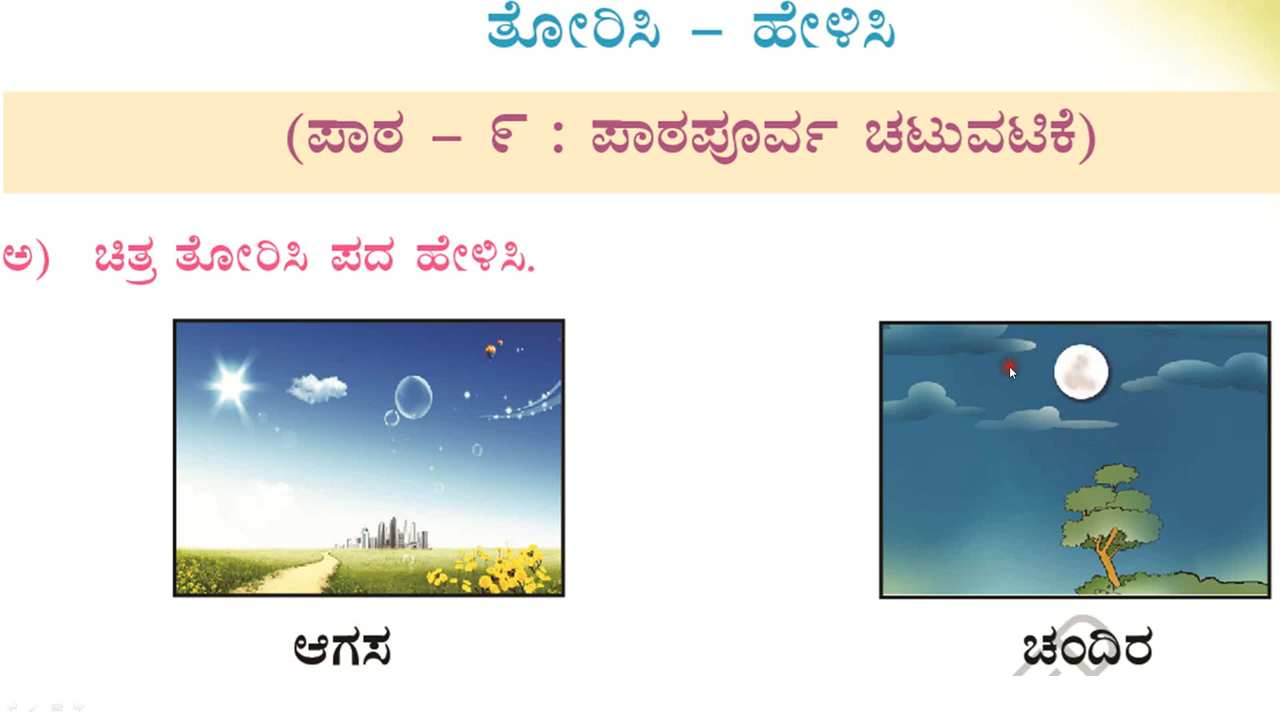 ತೋರಿಸಿ – ಹೇಳಿಸಿ
(ಪಾಠ – ೯ : ಪಾಠಪೂರ್ವ ಚಟುವಟಿಕೆ)
ಅ) ಚಿತ್ರ ತೋರಿಸಿ ಪದ ಹೇಳಿಸಿ.
ಆಗಸ ಚಂದಿರ